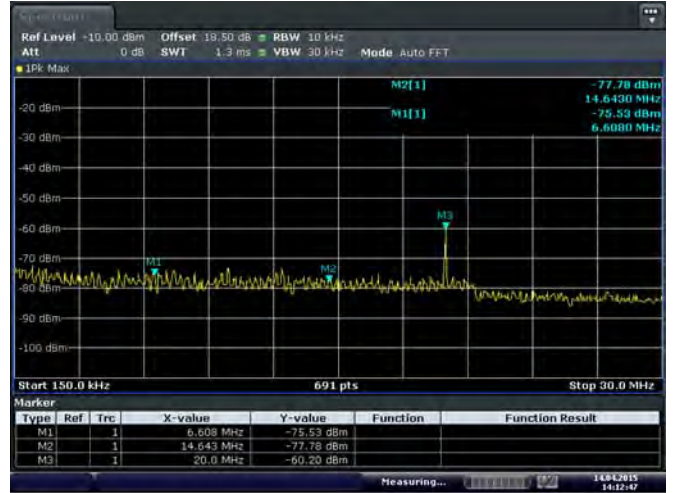 Spectrum
Ref Level -10.00 dBm Offset 18.50 dB RBW 10 kHz
Att 0 dB SWT 1.3 ms VBW 30 kHz Mode Auto FFT
1Pk Max
M2[1] -77.78 dBm
14.6430 MHz
M1[1] -75.53 dBm
6.6080 MHz
-20 dBm
-30 dBm
-40 dBm
-50 dBm
-60 dBm
-70 dBm
-80 dBm
-90 dBm
-100 dBm
M1
M2
M3
Start 150.0 kHz 691 pts Stop 30.0 MHz
Marker
Type Ref Trc X-value Y-value Function Function Result
M1 1 6.608 MHz -75.53 dBm
M2 1 14.643 MHz -77.78 dBm
M3 1 20.0 MHz -60.20 dBm
Measuring... 14.04.2015
14:12:47